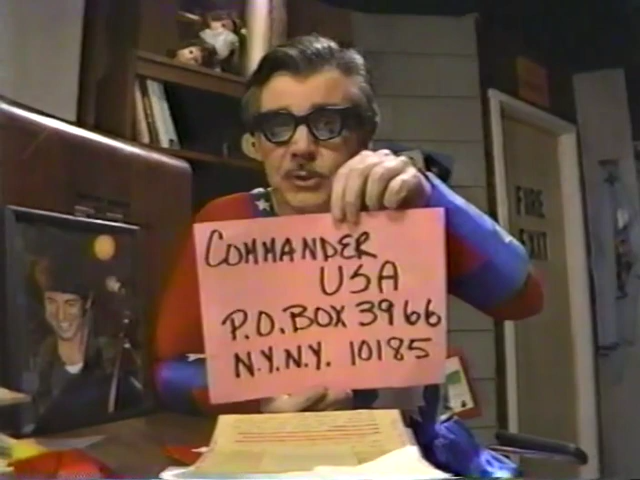 COMMANDER
USA
P.O. BOX 3966
N.Y. N.Y. 10185
FIRE
EXIT